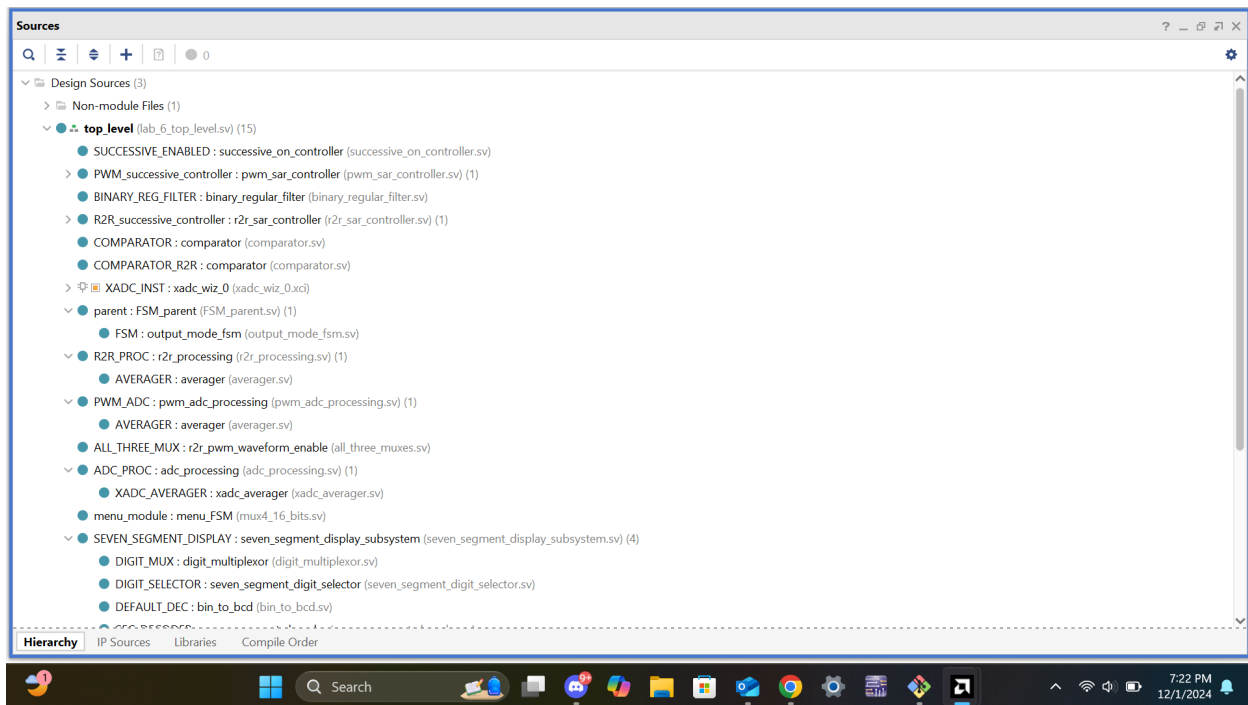 Sources
0
Design Sources (3)
Non-module Files (1)
top_level (lab_6_top_level.sv) (15)
SUCCESSIVE_ENABLED : successive_on_controller (successive_on_controller.sv)
PWM_successive_controller : pwm_sar_controller (pwm_sar_controller.sv) (1)
BINARY_REG_FILTER : binary_regular_filter (binary_regular_filter.sv)
R2R_successive_controller : r2r_sar_controller (r2r_sar_controller.sv) (1)
COMPARATOR : comparator (comparator.sv)
COMPARATOR_R2R : comparator (comparator.sv)
XADC_INST : xadc_wiz_0 (xadc_wiz_0.xci)
parent : FSM_parent (FSM_parent.sv) (1)
FSM : output_mode_fsm (output_mode_fsm.sv)
R2R_PROC : r2r_processing (r2r_processing.sv) (1)
AVERAGER : averager (averager.sv)
PWM_ADC : pwm_adc_processing (pwm_adc_processing.sv) (1)
AVERAGER : averager (averager.sv)
ALL_THREE_MUX : r2r_pwm_waveform_enable (all_three_muxes.sv)
ADC_PROC : adc_processing (adc_processing.sv) (1)
XADC_AVERAGER : xadc_averager (xadc_averager.sv)
menu_module : menu_FSM (mux4_16_bits.sv)
SEVEN_SEGMENT_DISPLAY : seven_segment_display_subsystem (seven_segment_display_subsystem.sv) (4)
DIGIT_MUX : digit_multiplexor (digit_multiplexor.sv)
DIGIT_SELECTOR : seven_segment_digit_selector (seven_segment_digit_selector.sv)
DEFAULT_DEC : bin_to_bcd (bin_to_bcd.sv)
Hierarchy IP Sources Libraries Compile Order
1 Search 9+ 7:22 PM
12/1/2024